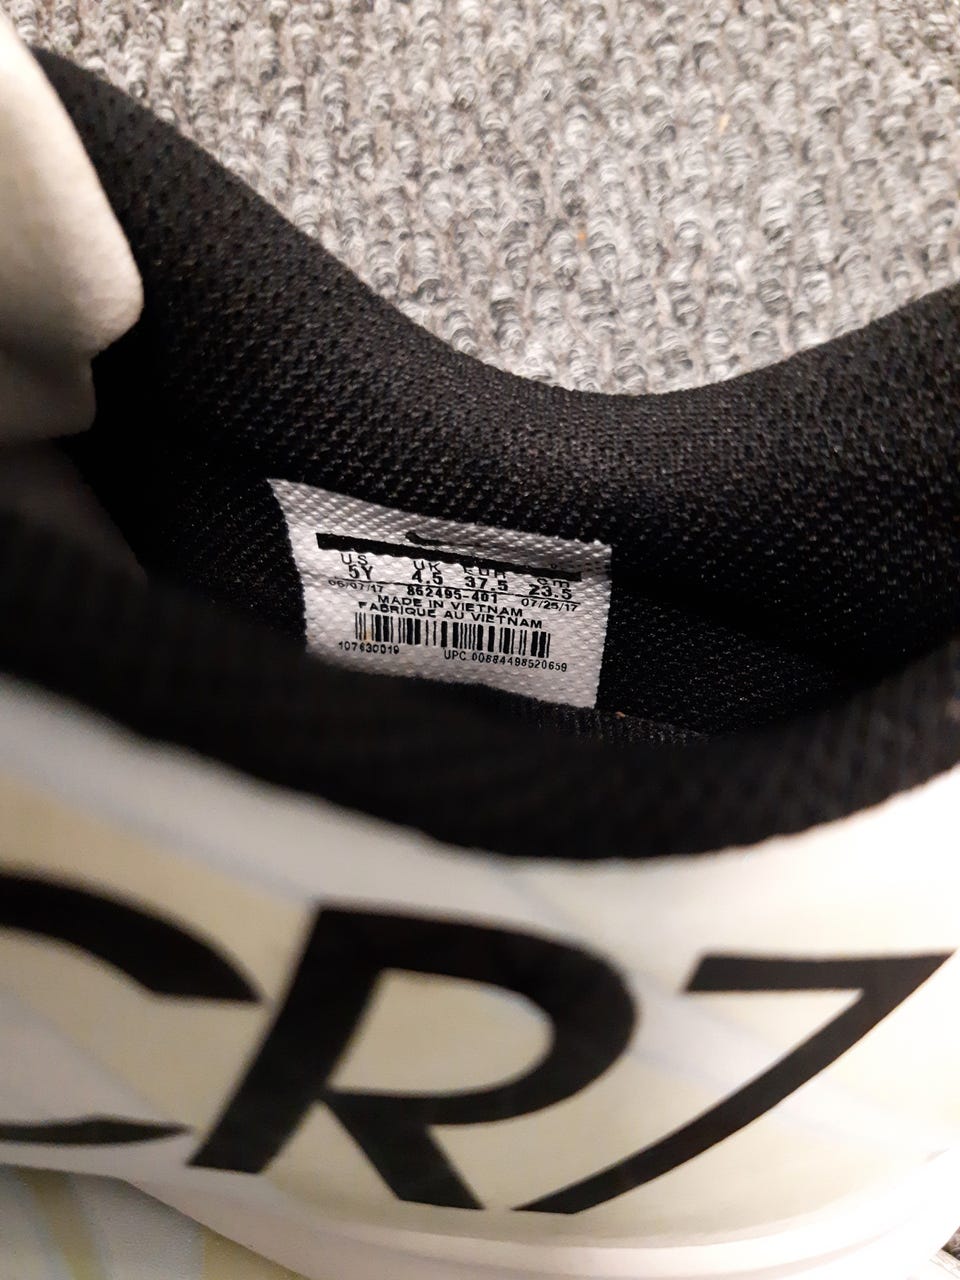 US UK EUR cm
5Y 4.5 37.5 23.5
06/07/17 862495-401 07/25/17
MADE IN VIETNAM
FABRIQUE AU VIETNAM
107630019 UPC 00884498520659
CR7